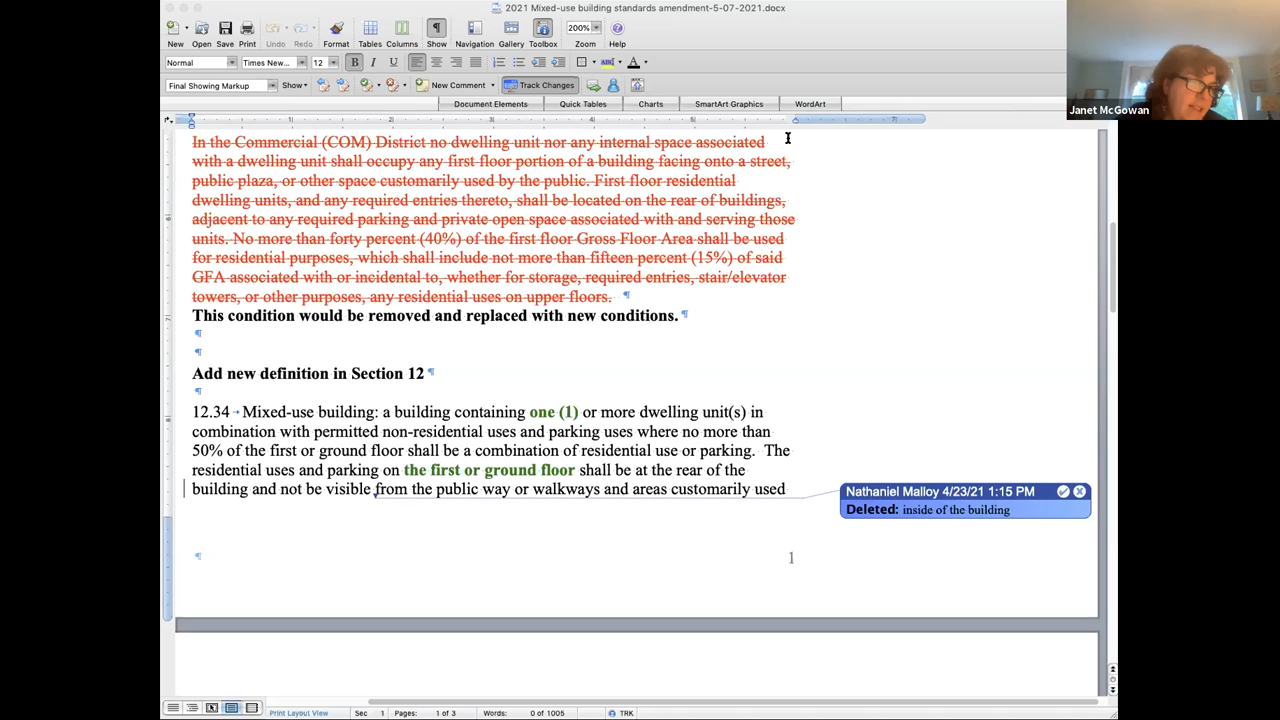 2021 Mixed-use building standards amendment-5-07-2021.docx
200%
New Open Save Print Undo Redo Format Tables Columns Show Navigation Gallery Toolbox Zoom Help
Normal Times New... 12 B I U
Final Showing Markup Show New Comment Track Changes
Document Elements Quick Tables Charts SmartArt Graphics WordArt
Janet McGowan
In the Commercial (COM) District no dwelling unit nor any internal space associated
with a dwelling unit shall occupy any first floor portion of a building facing onto a street,
public plaza, or other space customarily used by the public. First floor residential
dwelling units, and any required entries thereto, shall be located on the rear of buildings,
adjacent to any required parking and private open space associated with and serving those
units. No more than forty percent (40%) of the first floor Gross Floor Area shall be used
for residential purposes, which shall include not more than fifteen percent (15%) of said
GFA associated with or incidental to, whether for storage, required entries, stair/elevator
towers, or other purposes, any residential uses on upper floors. ¶
This condition would be removed and replaced with new conditions. ¶
¶
¶
Add new definition in Section 12 ¶
¶
12.34 → Mixed-use building: a building containing one (1) or more dwelling unit(s) in
combination with permitted non-residential uses and parking uses where no more than
50% of the first or ground floor shall be a combination of residential use or parking. The
residential uses and parking on the first or ground floor shall be at the rear of the
building and not be visible from the public way or walkways and areas customarily used
Nathaniel Malloy 4/23/21 1:15 PM
Deleted: inside of the building
¶ 1
Print Layout View Sec 1 Pages: 1 of 3 Words: 0 of 1005 TRK